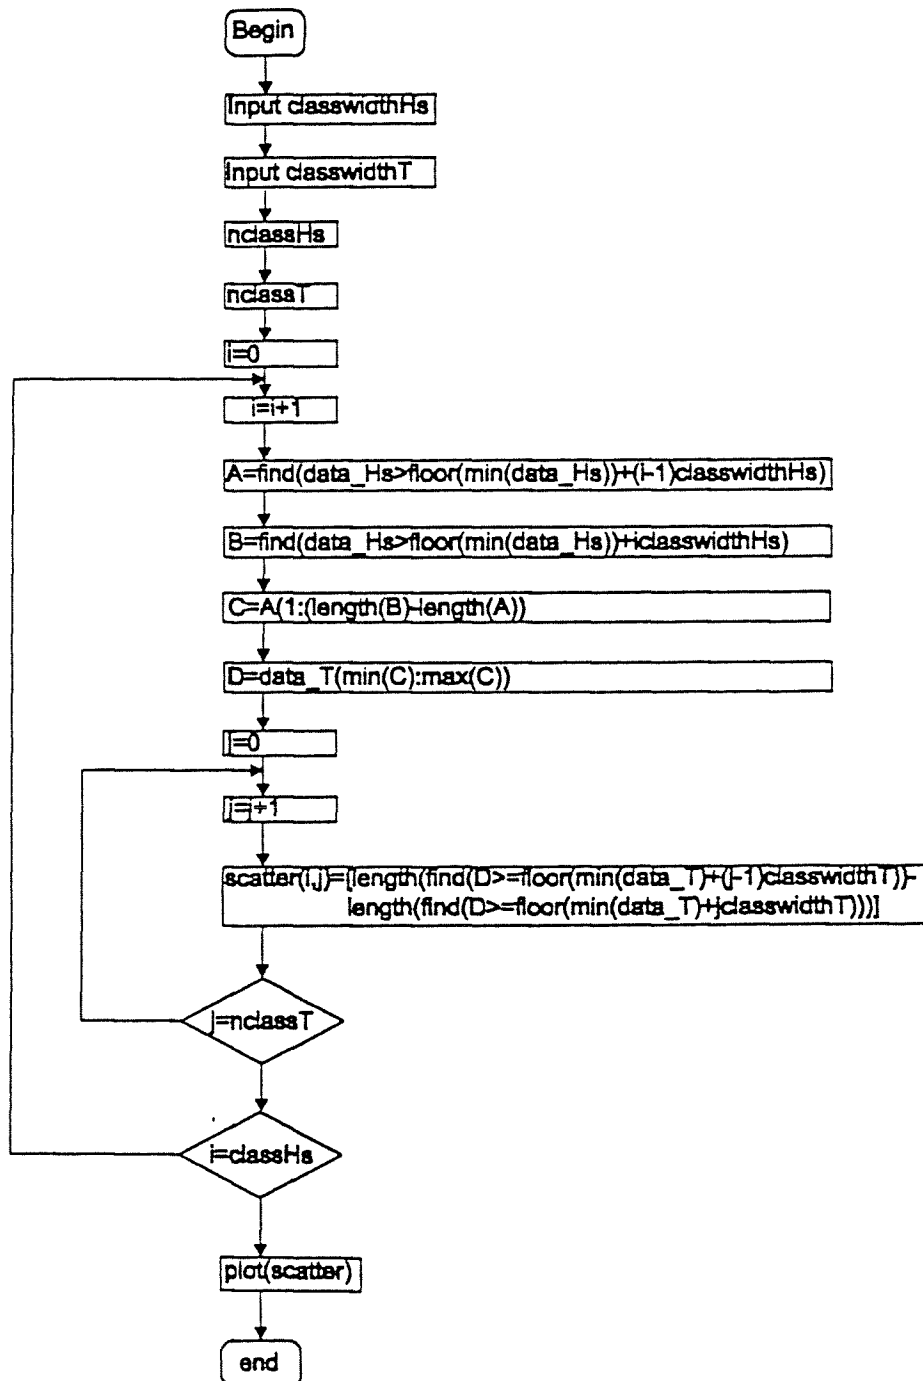 Begin
Input classwidthHs
Input classwidthT
nclassHs
nclassT
i=0
i=i+1
A=find(data_Hs>floor(min(data_Hs))+(i-1)classwidthHs)
B=find(data_Hs>floor(min(data_Hs))+iclasswidthHs)
C=A(1:(length(B)-length(A))
D=data_T(min(C):max(C))
j=0
j=j+1
scatter(i,j)=[length(find(D>=floor(min(data_T)+(j-1)classwidthT))-
length(find(D>=floor(min(data_T)+jclasswidthT)))]
j=nclassT
i=classHs
plot(scatter)
end